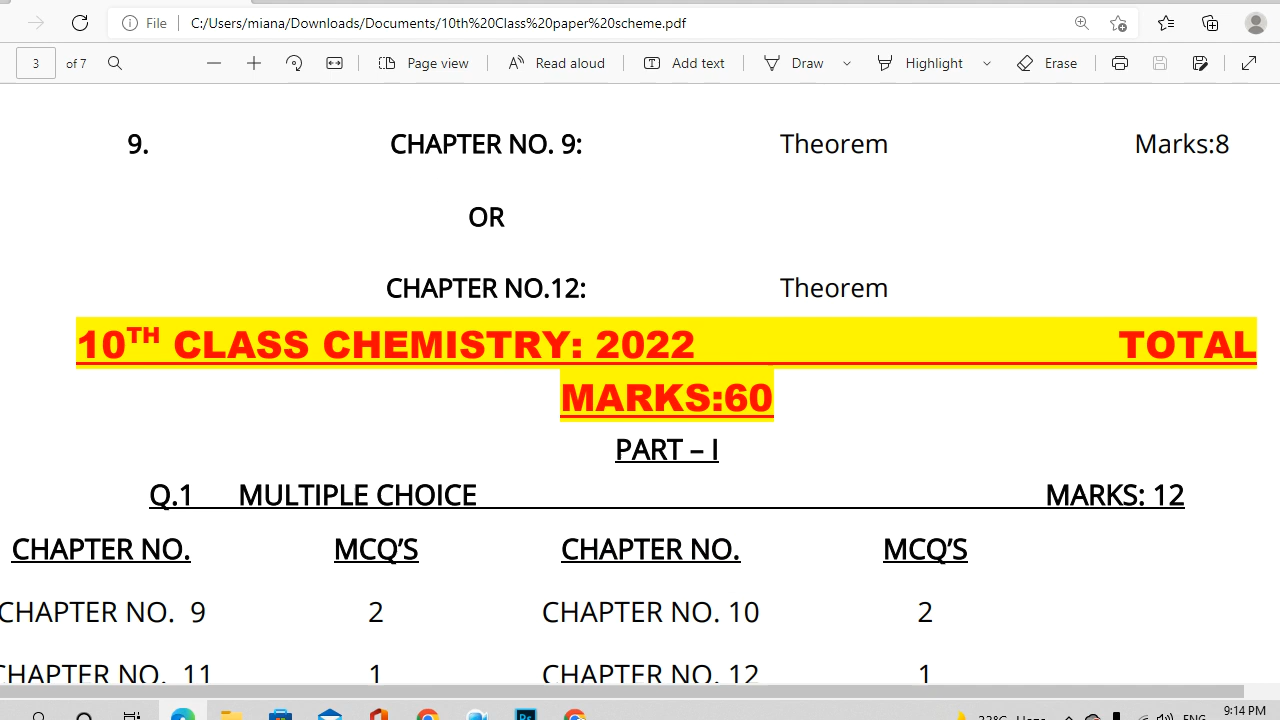 File C:/Users/miana/Downloads/Documents/10th%20Class%20paper%20scheme.pdf
3 of 7 Page view Read aloud Add text Draw Highlight Erase
9. CHAPTER NO. 9: Theorem Marks:8
OR
CHAPTER NO.12: Theorem
10TH CLASS CHEMISTRY: 2022 TOTAL
MARKS:60
PART – I
Q.1 MULTIPLE CHOICE MARKS: 12
CHAPTER NO. MCQ’S CHAPTER NO. MCQ’S
CHAPTER NO. 9 2 CHAPTER NO. 10 2
CHAPTER NO. 11 1 CHAPTER NO. 12 1
9:14 PM